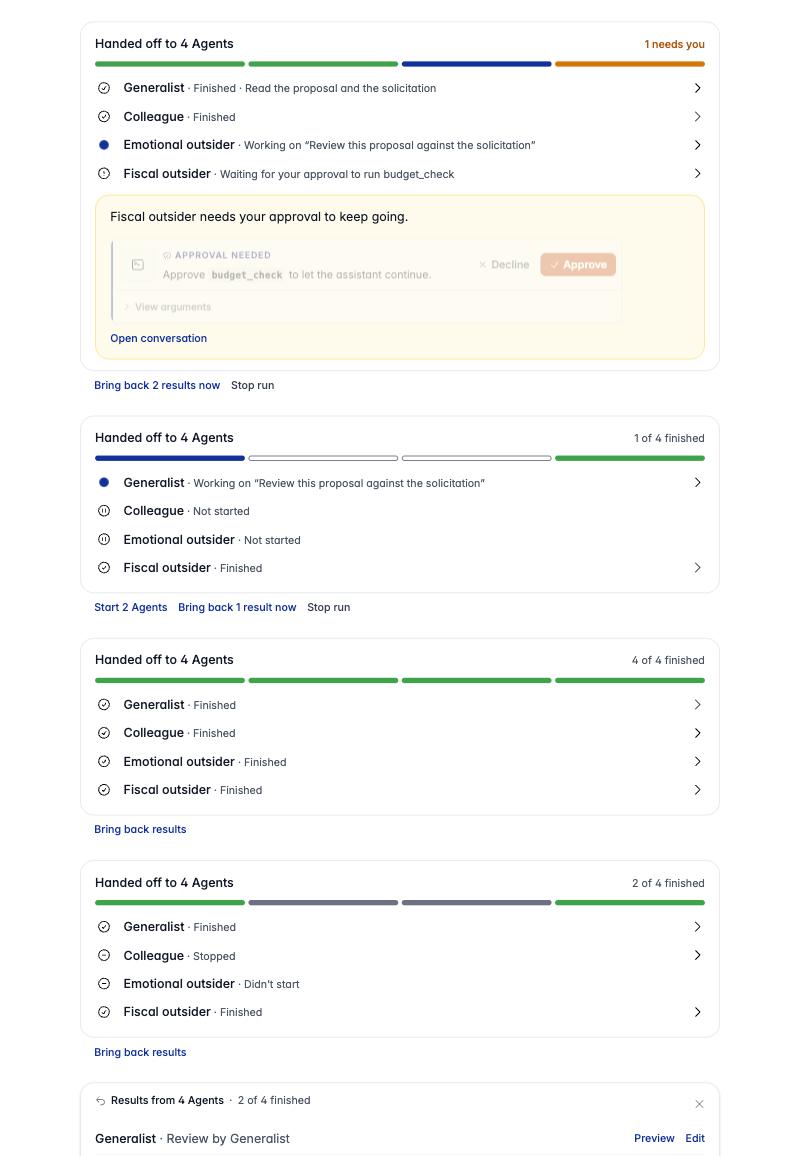 Handed off to 4 Agents 1 needs you
Generalist · Finished · Read the proposal and the solicitation
Colleague · Finished
Emotional outsider · Working on “Review this proposal against the solicitation”
Fiscal outsider · Waiting for your approval to run budget_check
Fiscal outsider needs your approval to keep going.
APPROVAL NEEDED
Approve budget_check to let the assistant continue.
Decline Approve
View arguments
Open conversation
Bring back 2 results now Stop run
Handed off to 4 Agents 1 of 4 finished
Generalist · Working on “Review this proposal against the solicitation”
Colleague · Not started
Emotional outsider · Not started
Fiscal outsider · Finished
Start 2 Agents Bring back 1 result now Stop run
Handed off to 4 Agents 4 of 4 finished
Generalist · Finished
Colleague · Finished
Emotional outsider · Finished
Fiscal outsider · Finished
Bring back results
Handed off to 4 Agents 2 of 4 finished
Generalist · Finished
Colleague · Stopped
Emotional outsider · Didn’t start
Fiscal outsider · Finished
Bring back results
Results from 4 Agents · 2 of 4 finished
Generalist · Review by Generalist Preview Edit